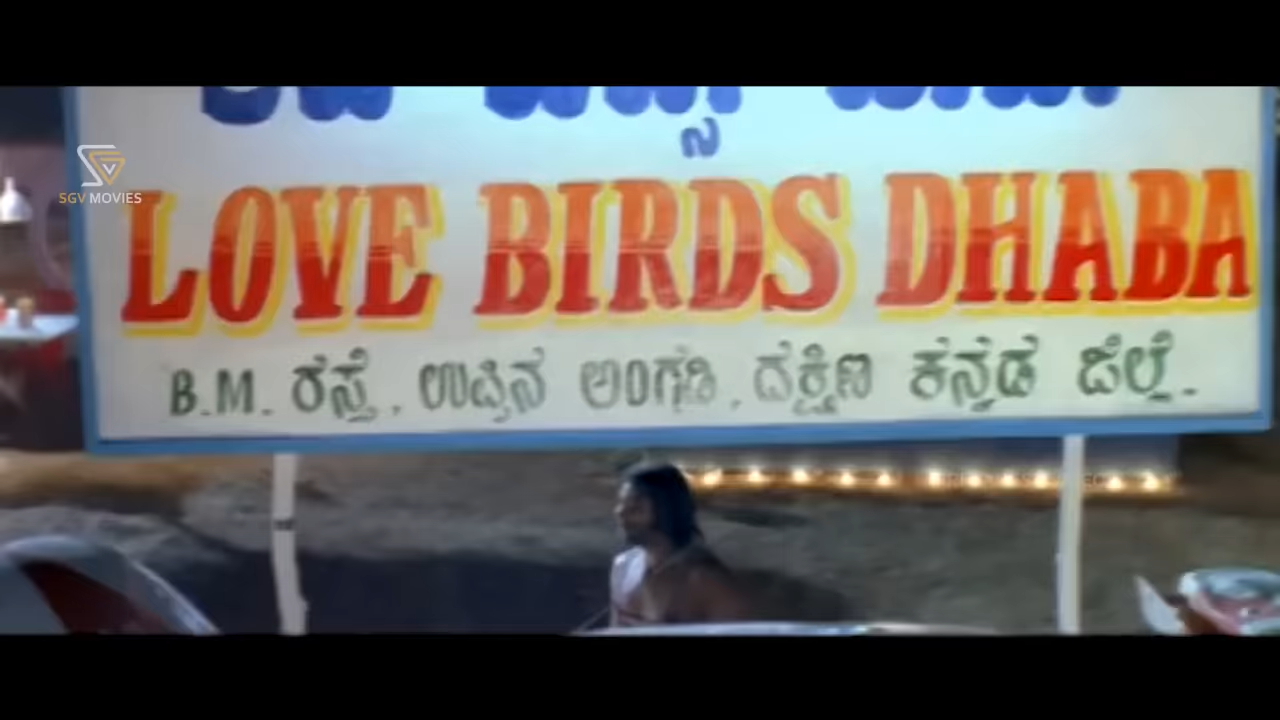 LOVE BIRDS DHABA
B.M. ರಸ್ತೆ, ಉಪ್ಪಿನ ಅಂಗಡಿ, ದಕ್ಷಿಣ ಕನ್ನಡ ಜಿಲ್ಲೆ.
SGV MOVIES